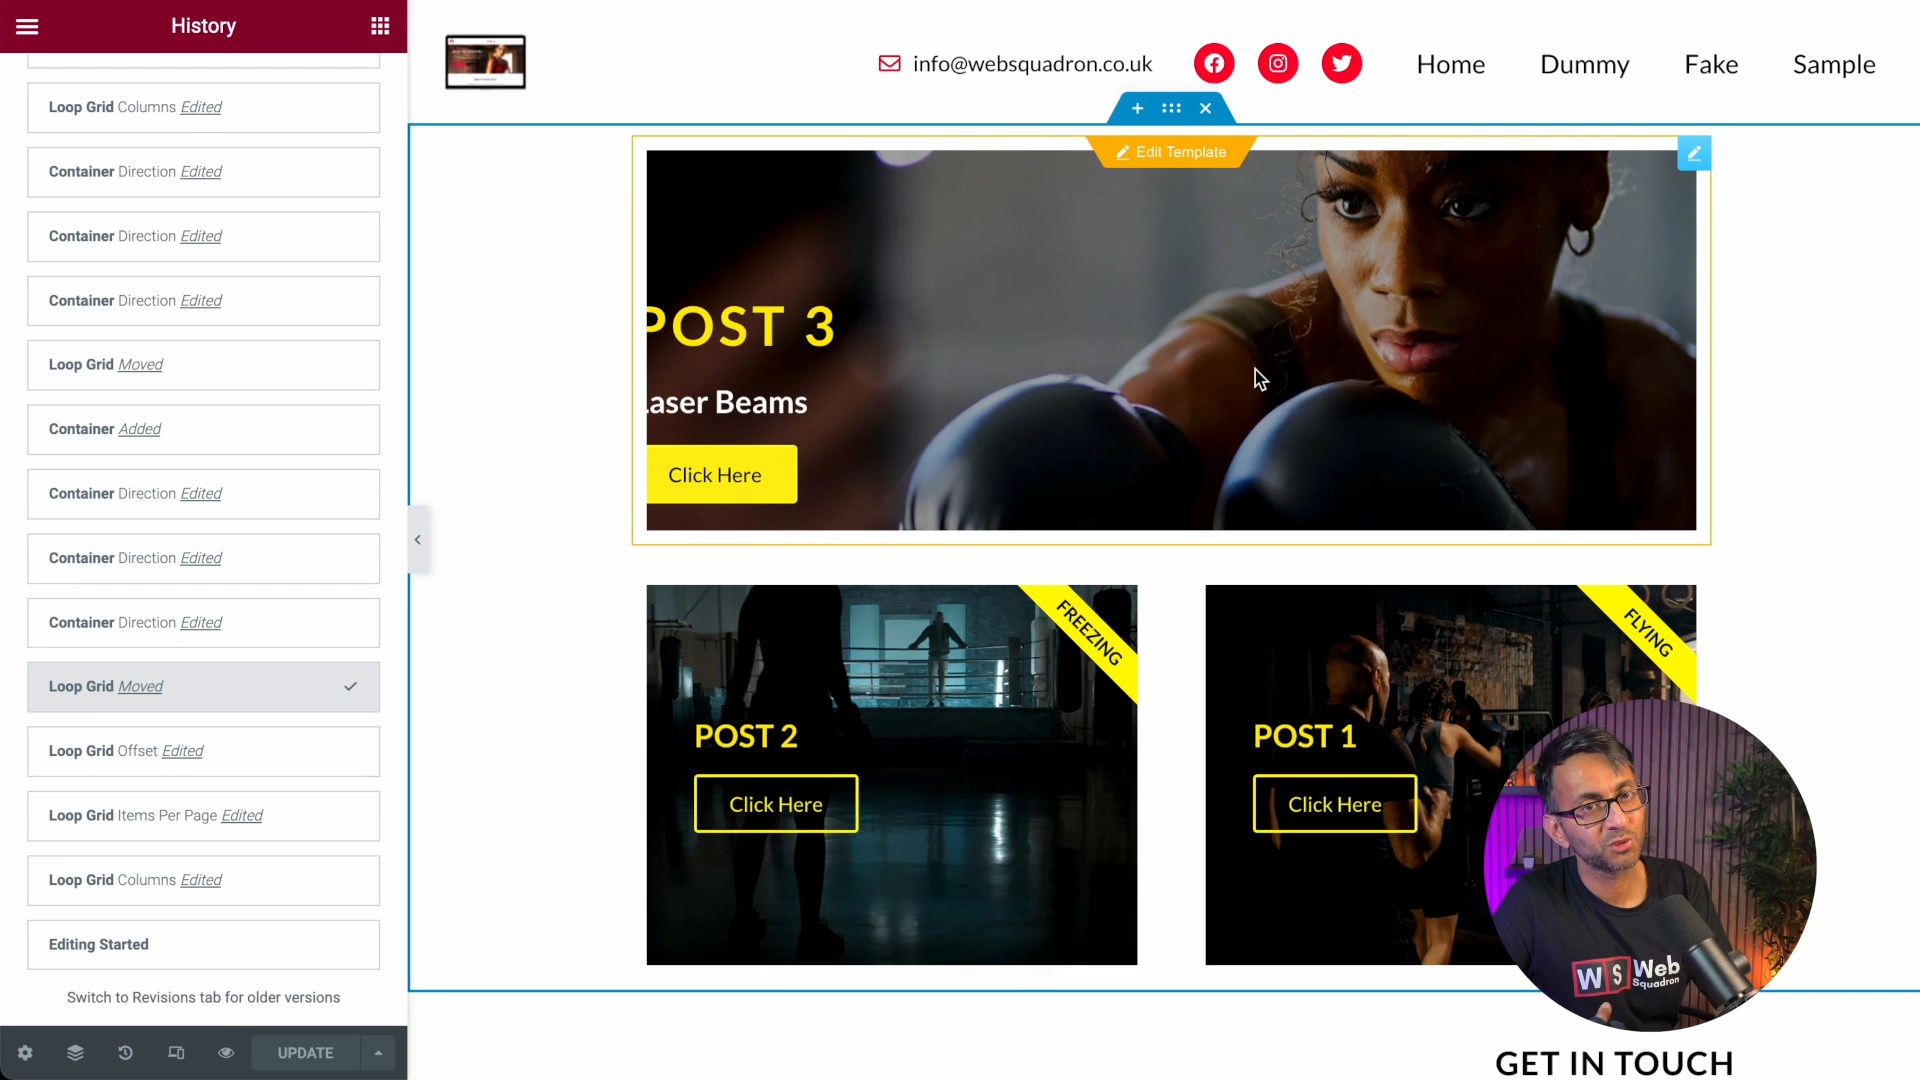 History
Loop Grid Columns Edited
Container Direction Edited
Container Direction Edited
Container Direction Edited
Loop Grid Moved
Container Added
Container Direction Edited
Container Direction Edited
Container Direction Edited
Loop Grid Moved
Loop Grid Offset Edited
Loop Grid Items Per Page Edited
Loop Grid Columns Edited
Editing Started
Switch to Revisions tab for older versions
UPDATE
info@websquadron.co.uk
Home
Dummy
Fake
Sample
Edit Template
POST 3
Laser Beams
Click Here
FREEZING
POST 2
Click Here
FLYING
POST 1
Click Here
WS Web
Squadron
GET IN TOUCH